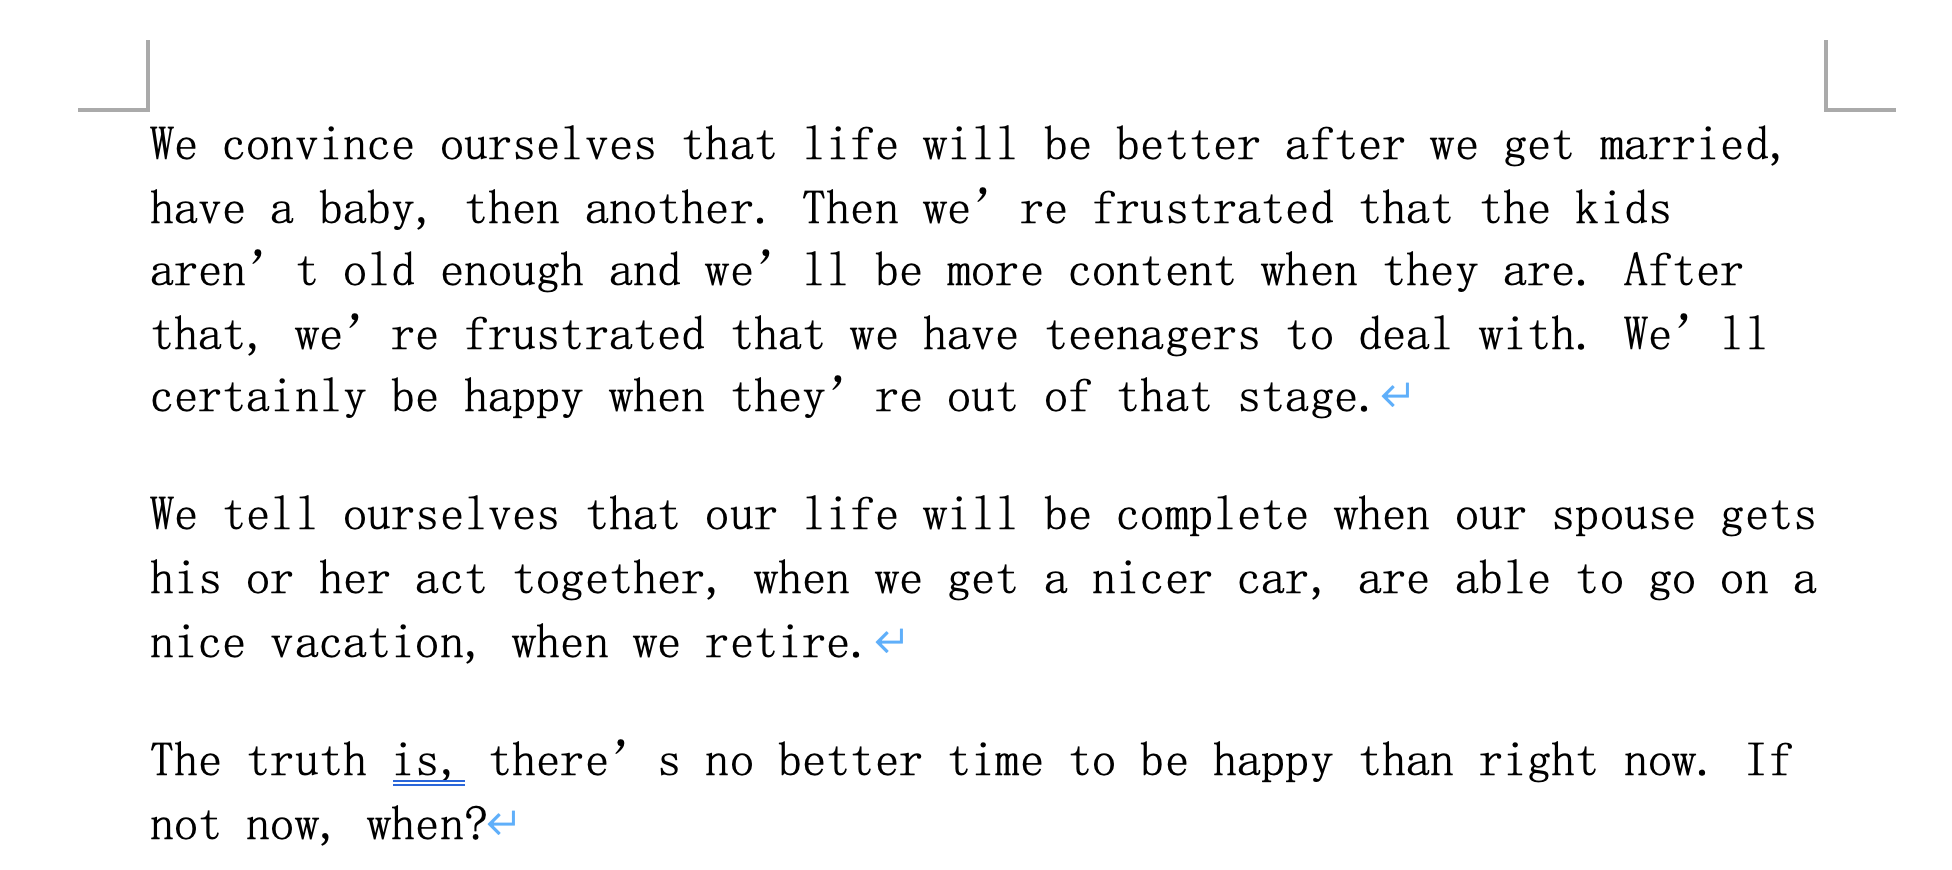 We convince ourselves that life will be better after we get married,
have a baby, then another. Then we’re frustrated that the kids
aren’t old enough and we’ll be more content when they are. After
that, we’re frustrated that we have teenagers to deal with. We’ll
certainly be happy when they’re out of that stage.
We tell ourselves that our life will be complete when our spouse gets
his or her act together, when we get a nicer car, are able to go on a
nice vacation, when we retire.
The truth is, there’s no better time to be happy than right now. If
not now, when?